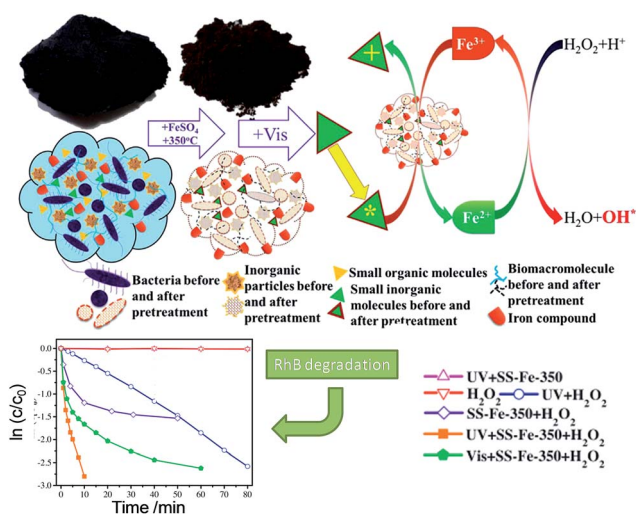 +FeSO₄
+350°C
+Vis
+
*
Fe³⁺
H₂O₂+H⁺
Fe²⁺
H₂O+OH*
Bacteria before
and after
pretreatment
Inorganic
particles before
and after
pretreatment
Small organic molecules
Small inorganic
molecules before and
after pretreatment
Biomacromolecule
before and after
pretreatment
Iron compound
RhB degradation
ln (c/c₀)
0.0
-0.5
-1.0
-1.5
-2.0
-2.5
-3.0
0 10 20 30 40 50 60 70 80
Time /min
UV+SS-Fe-350
H₂O₂
UV+H₂O₂
SS-Fe-350+H₂O₂
UV+SS-Fe-350+H₂O₂
Vis+SS-Fe-350+H₂O₂